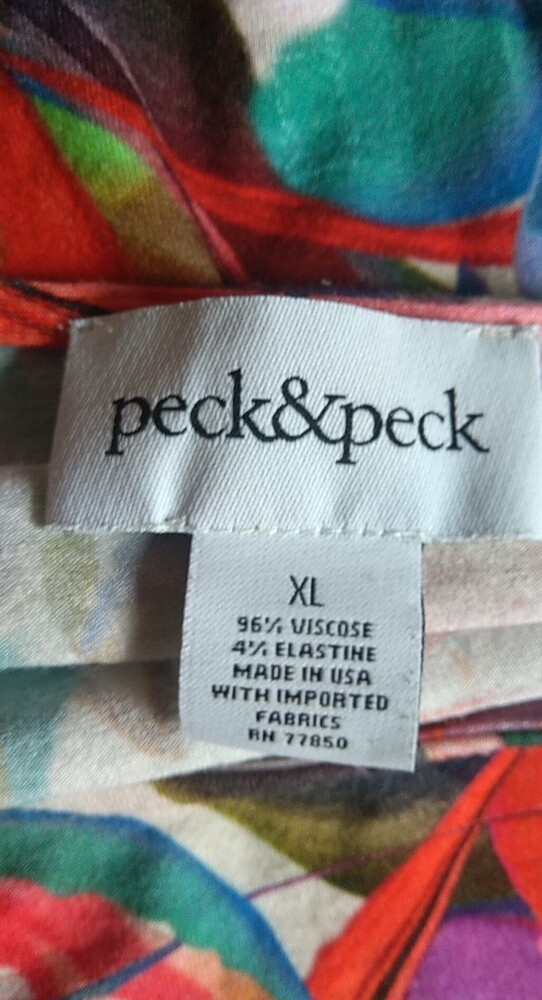 peck&peck
XL
96% VISCOSE
4% ELASTINE
MADE IN USA
WITH IMPORTED
FABRICS
RN 77850